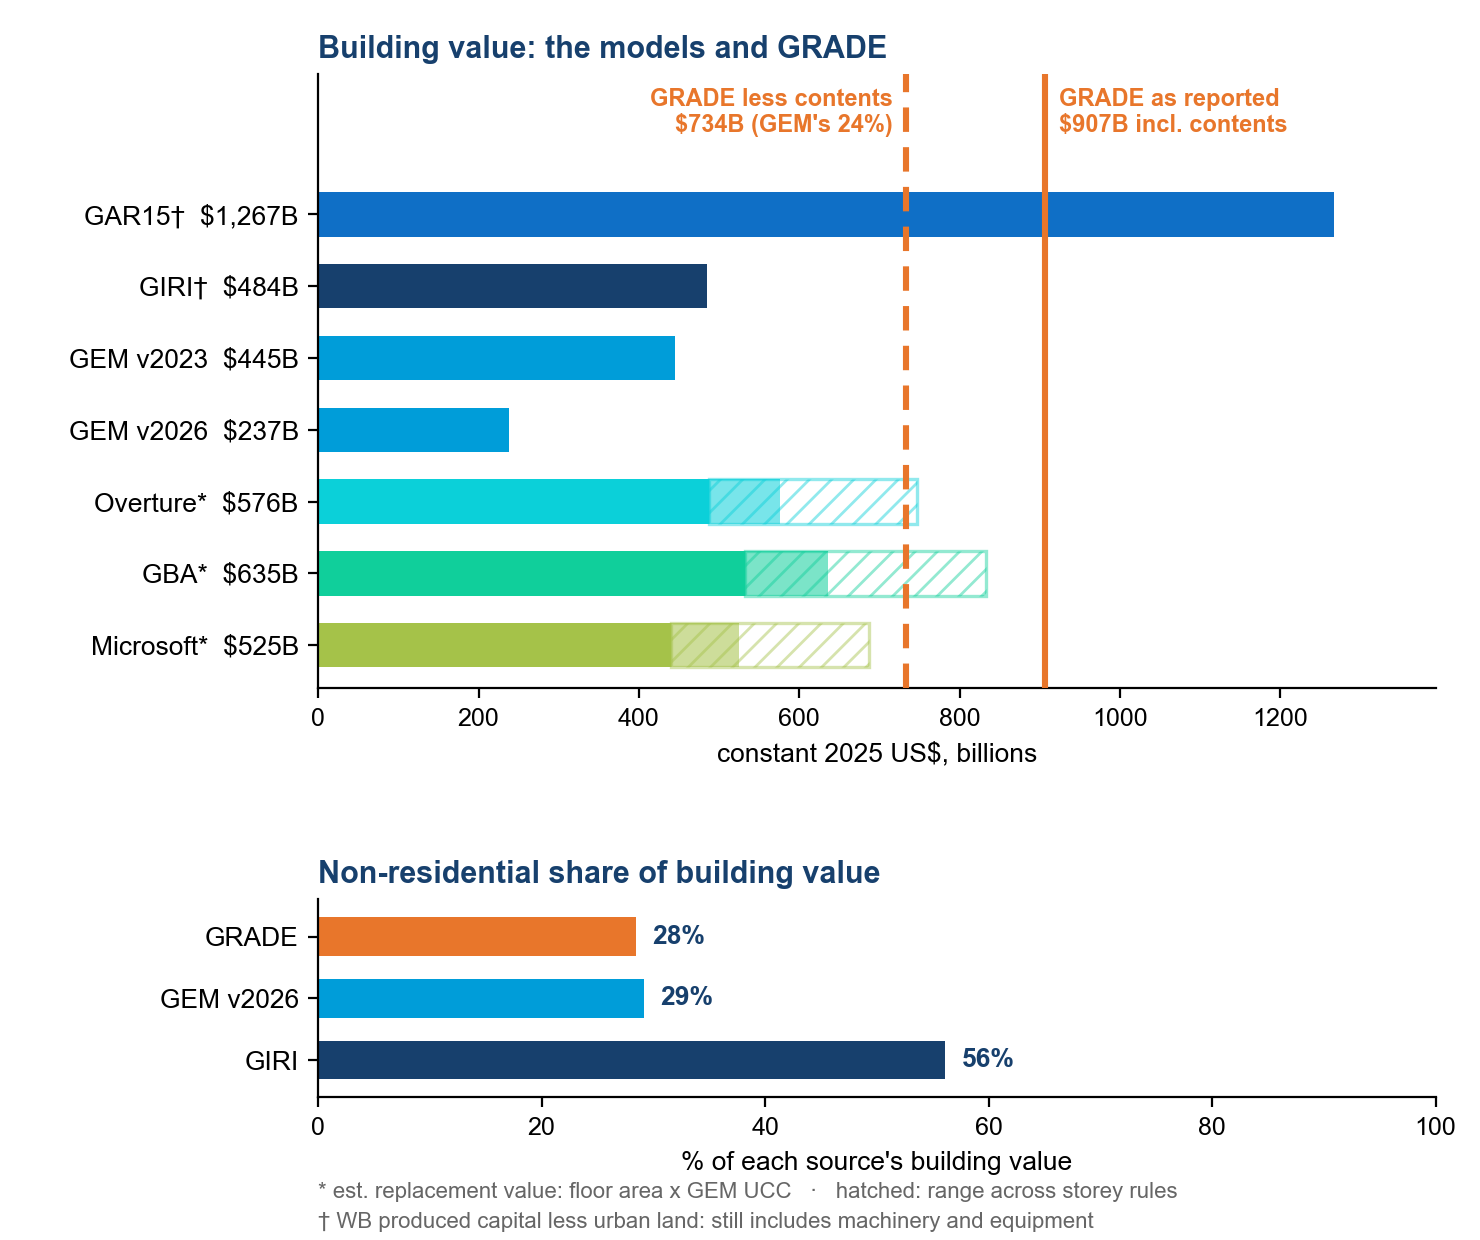 Building value: the models and GRADE
GRADE less contents
$734B (GEM's 24%)
GRADE as reported
$907B incl. contents
GAR15†  $1,267B
GIRI†  $484B
GEM v2023  $445B
GEM v2026  $237B
Overture*  $576B
GBA*  $635B
Microsoft*  $525B
0 200 400 600 800 1000 1200
constant 2025 US$, billions
Non-residential share of building value
GRADE 28%
GEM v2026 29%
GIRI 56%
0 20 40 60 80 100
% of each source's building value
* est. replacement value: floor area x GEM UCC  ·  hatched: range across storey rules
† WB produced capital less urban land: still includes machinery and equipment